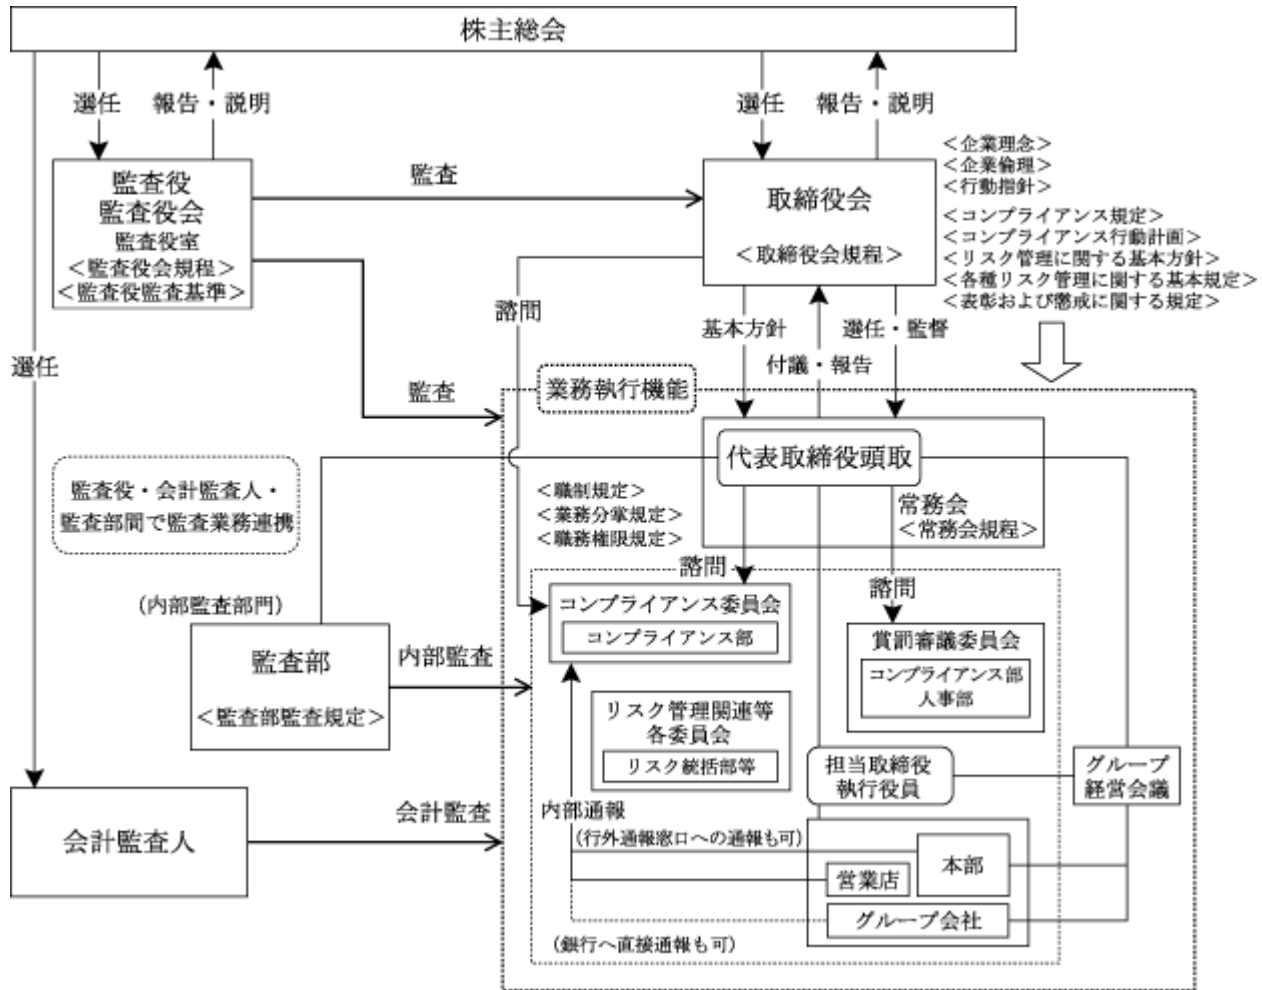 株主総会
選任
報告・説明
選任
報告・説明
監査役
監査役会
監査役室
＜監査役会規程＞
＜監査役監査基準＞
監査
取締役会
＜取締役会規程＞
＜企業理念＞
＜企業倫理＞
＜行動指針＞
＜コンプライアンス規定＞
＜コンプライアンス行動計画＞
＜リスク管理に関する基本方針＞
＜各種リスク管理に関する基本規定＞
＜表彰および懲戒に関する規定＞
諮問
基本方針
選任・監督
付議・報告
選任
監査
業務執行機能
代表取締役頭取
常務会
＜常務会規程＞
監査役・会計監査人・
監査部間で監査業務連携
＜職制規定＞
＜業務分掌規定＞
＜職務権限規定＞
諮問
諮問
(内部監査部門)
監査部
＜監査部監査規定＞
内部監査
コンプライアンス委員会
コンプライアンス部
賞罰審議委員会
コンプライアンス部
人事部
リスク管理関連等
各委員会
リスク統括部等
担当取締役
執行役員
グループ
経営会議
会計監査人
会計監査
内部通報
(行外通報窓口への通報も可)
本部
営業店
グループ会社
(銀行へ直接通報も可)